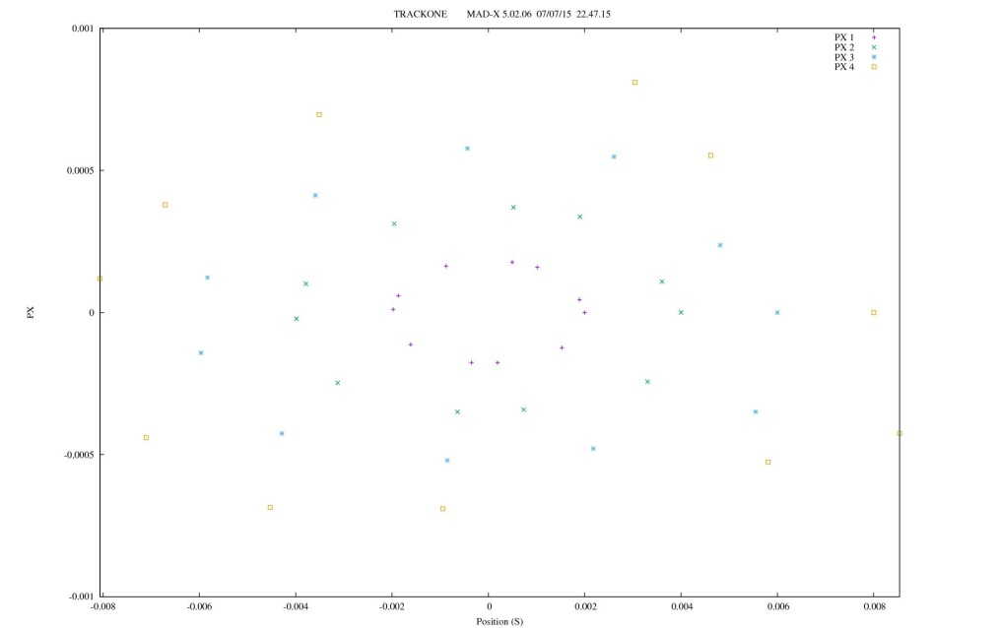 TRACKONE MAD-X 5.02.06 07/07/15 22.47.15
0.001
PX 1
PX 2
PX 3
PX 4
0.0005
0
-0.0005
-0.001
PX
-0.008 -0.006 -0.004 -0.002 0 0.002 0.004 0.006 0.008
Position (S)